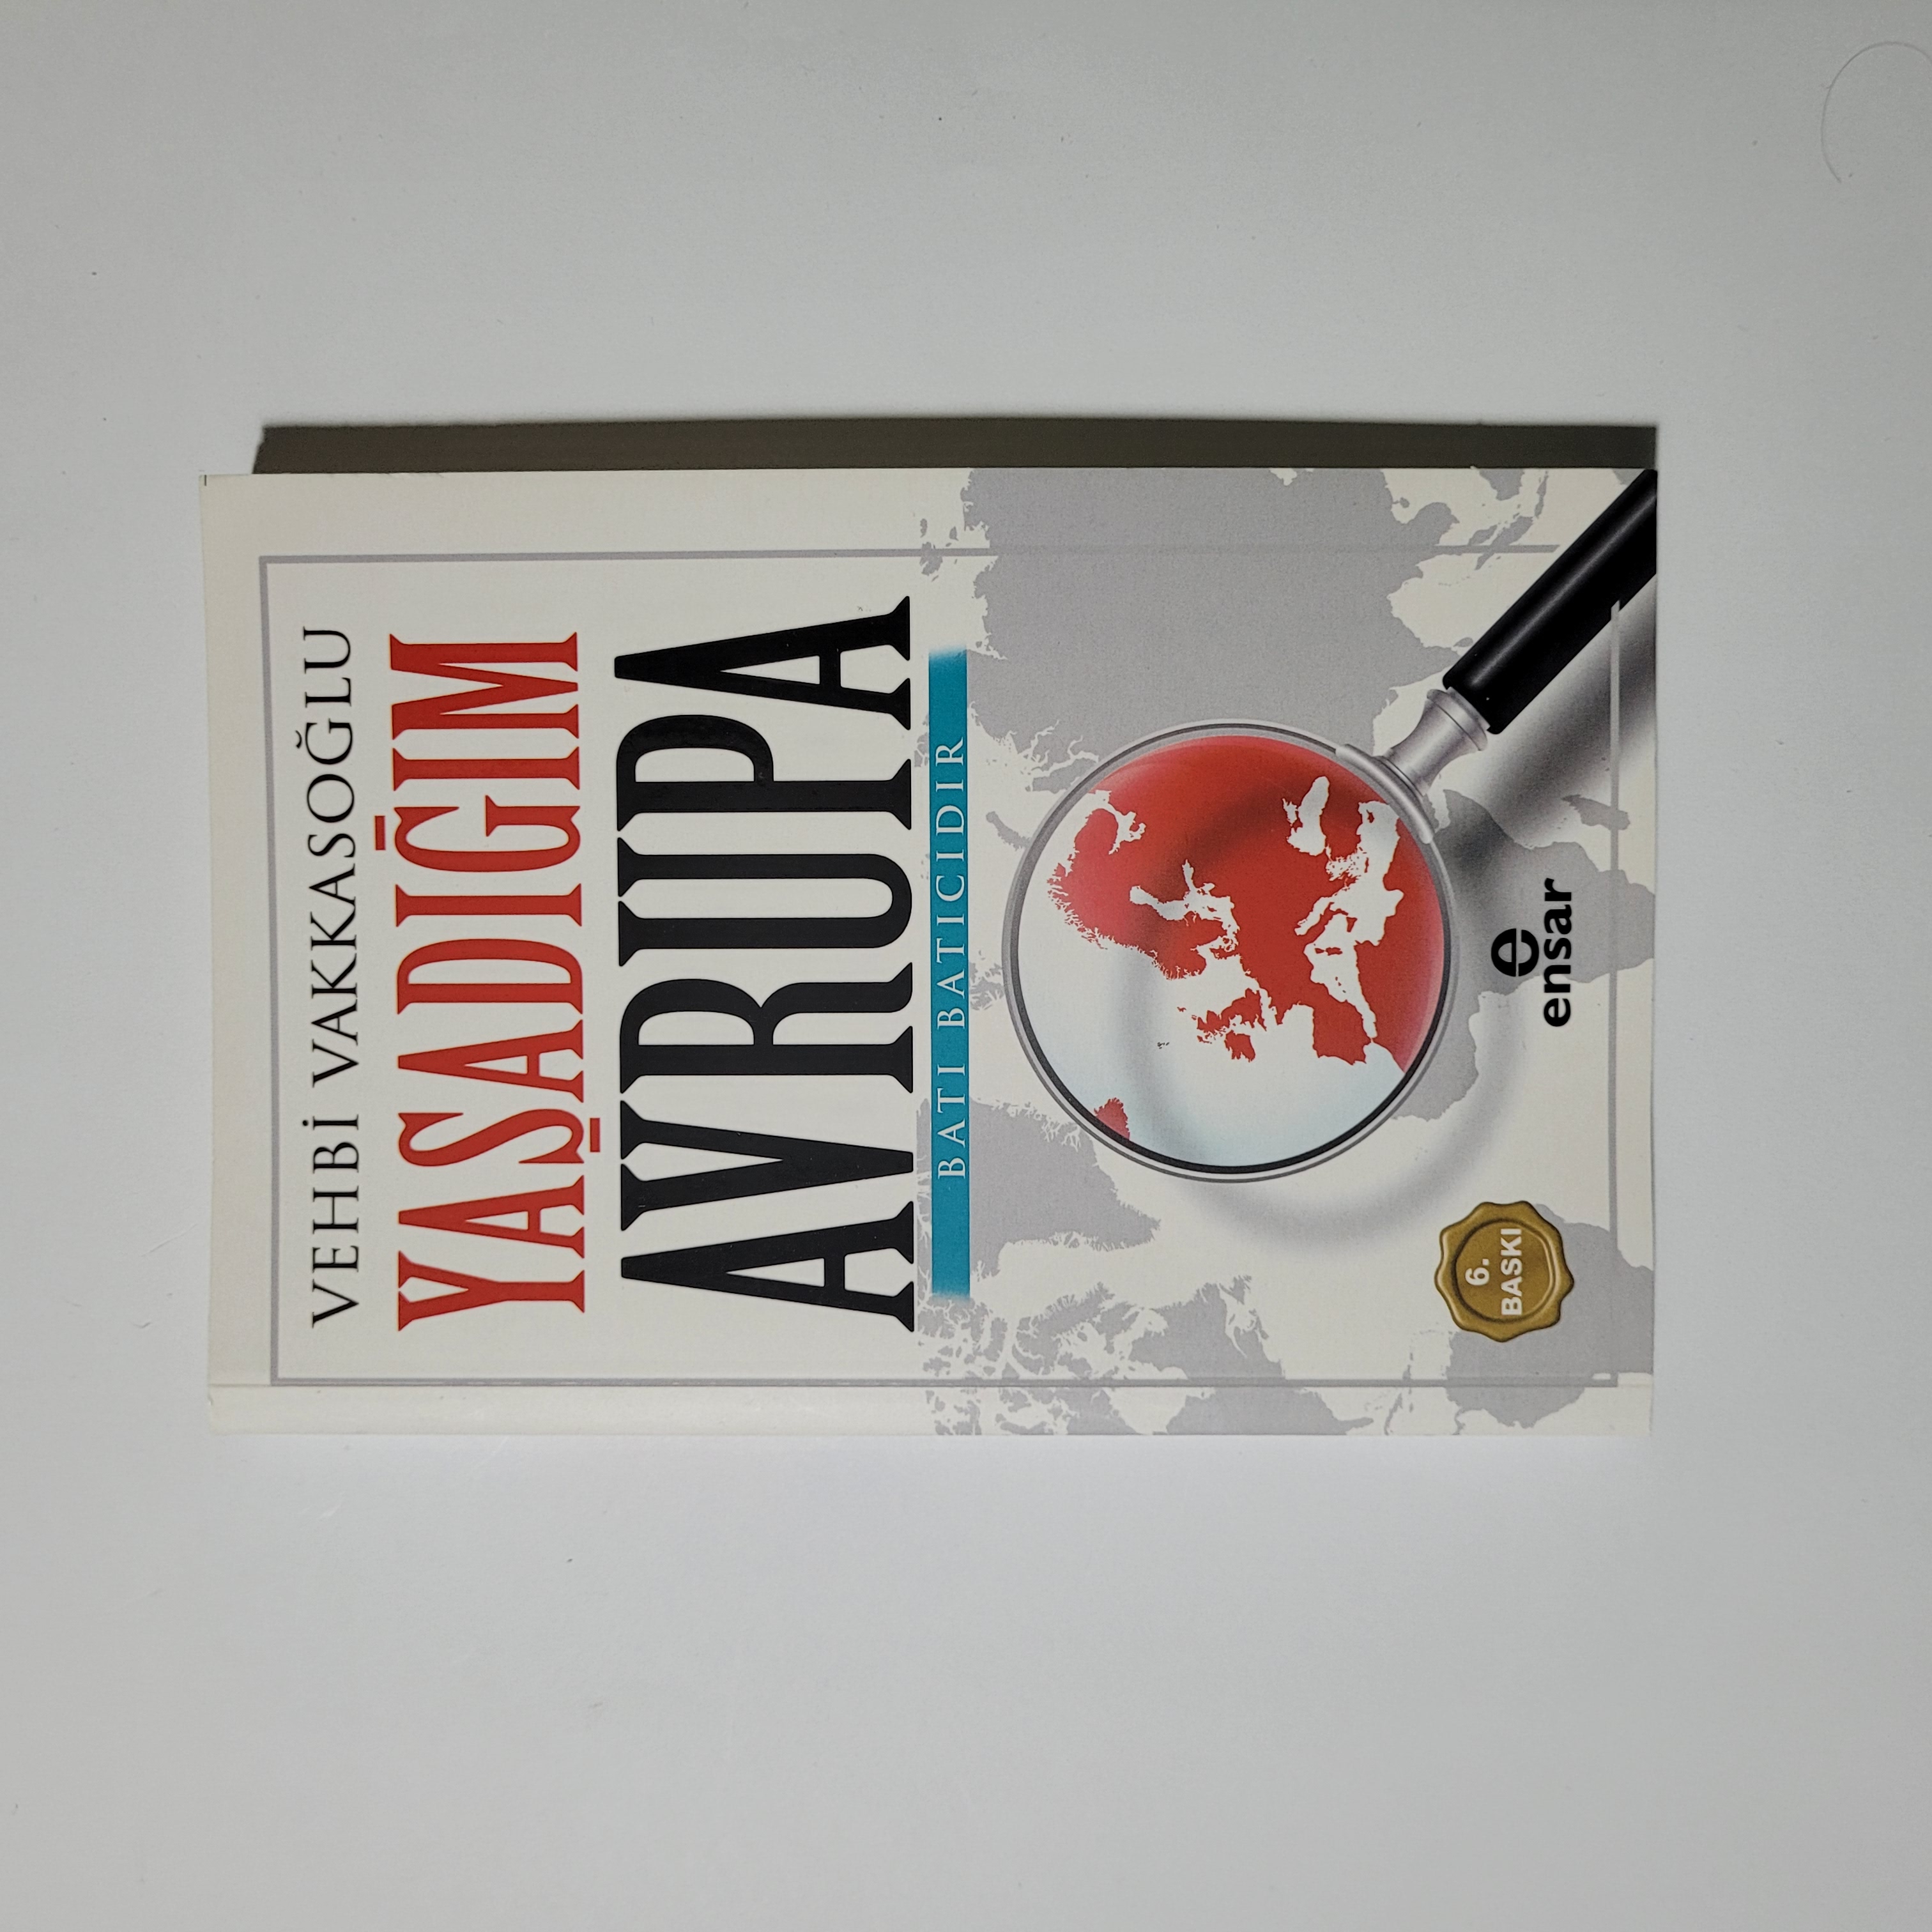 VEHBİ VAKKASOĞLU
YAŞADIĞIM
AVRUPA
BATI BATICIDIR
6.
BASKI
e
ensar